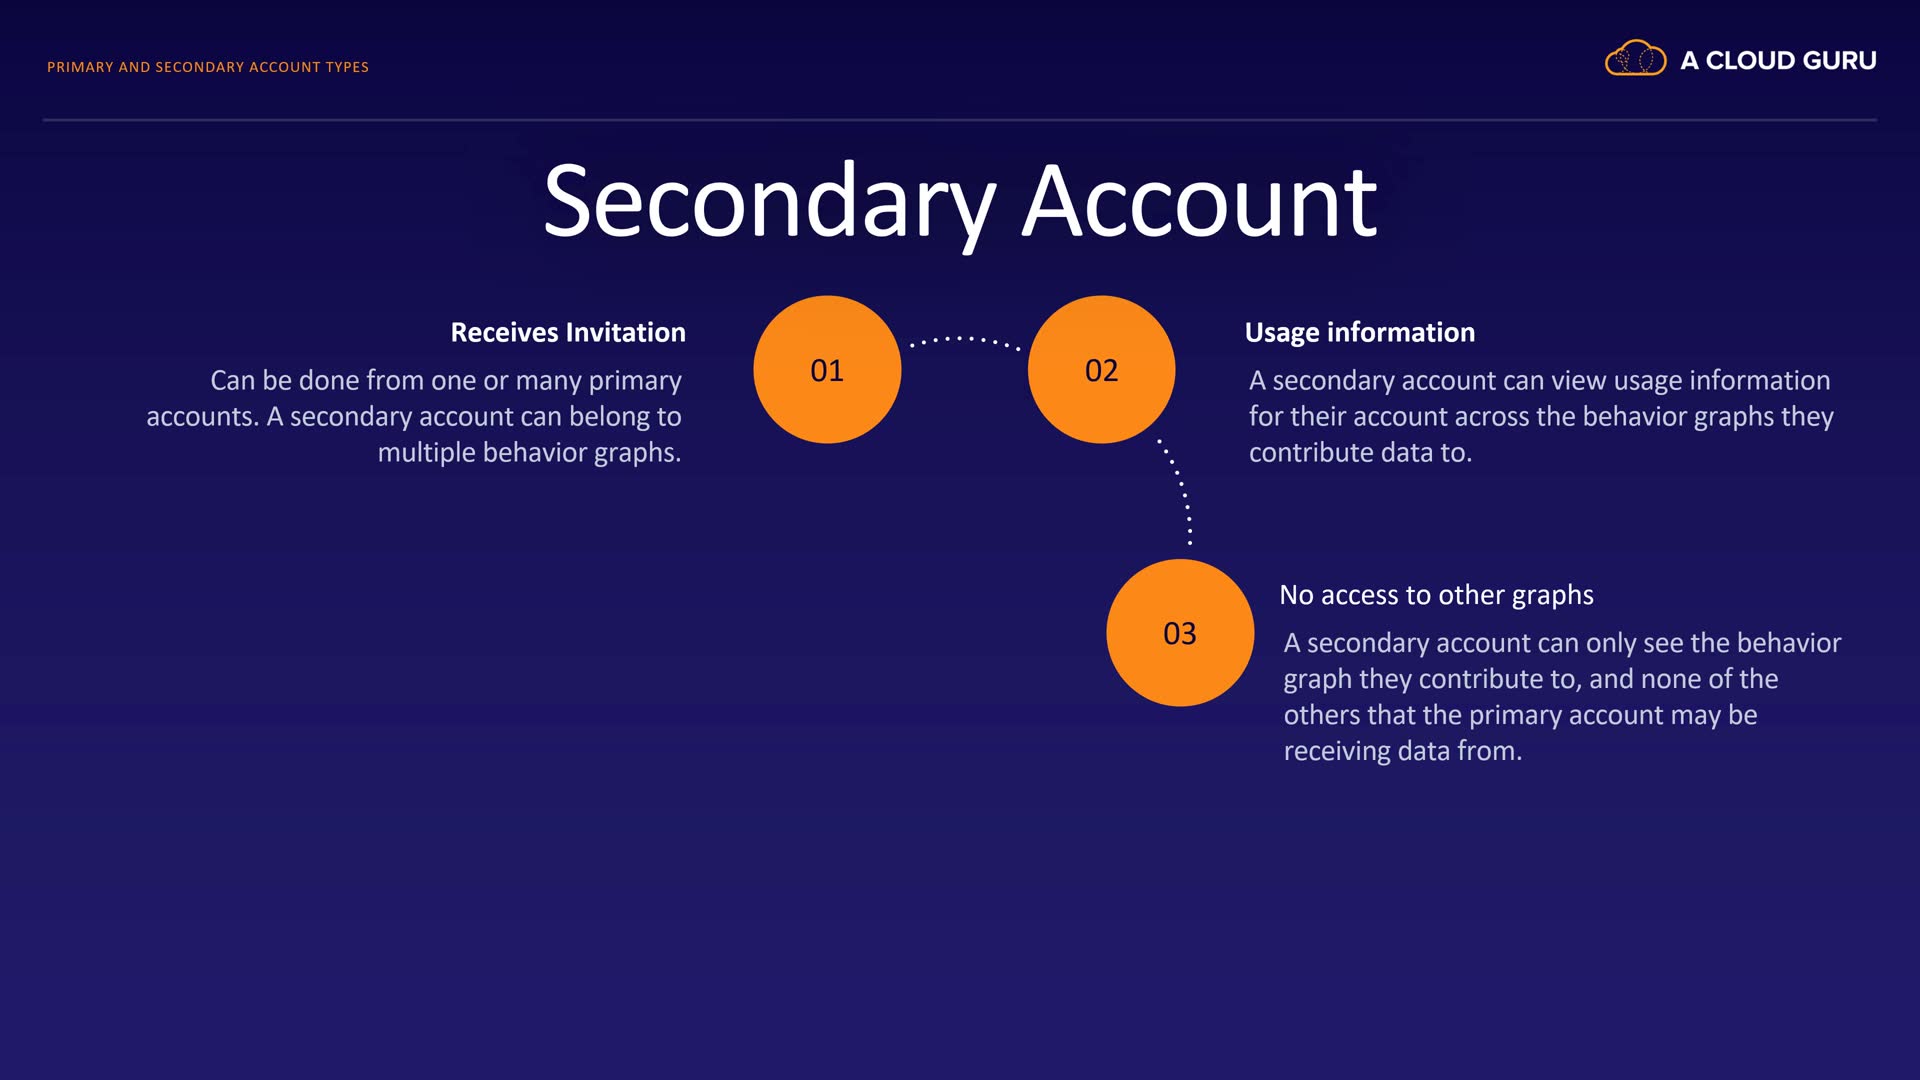 PRIMARY AND SECONDARY ACCOUNT TYPES
A CLOUD GURU
Secondary Account
Receives Invitation
Can be done from one or many primary
accounts. A secondary account can belong to
multiple behavior graphs.
01
02
Usage information
A secondary account can view usage information
for their account across the behavior graphs they
contribute data to.
03
No access to other graphs
A secondary account can only see the behavior
graph they contribute to, and none of the
others that the primary account may be
receiving data from.